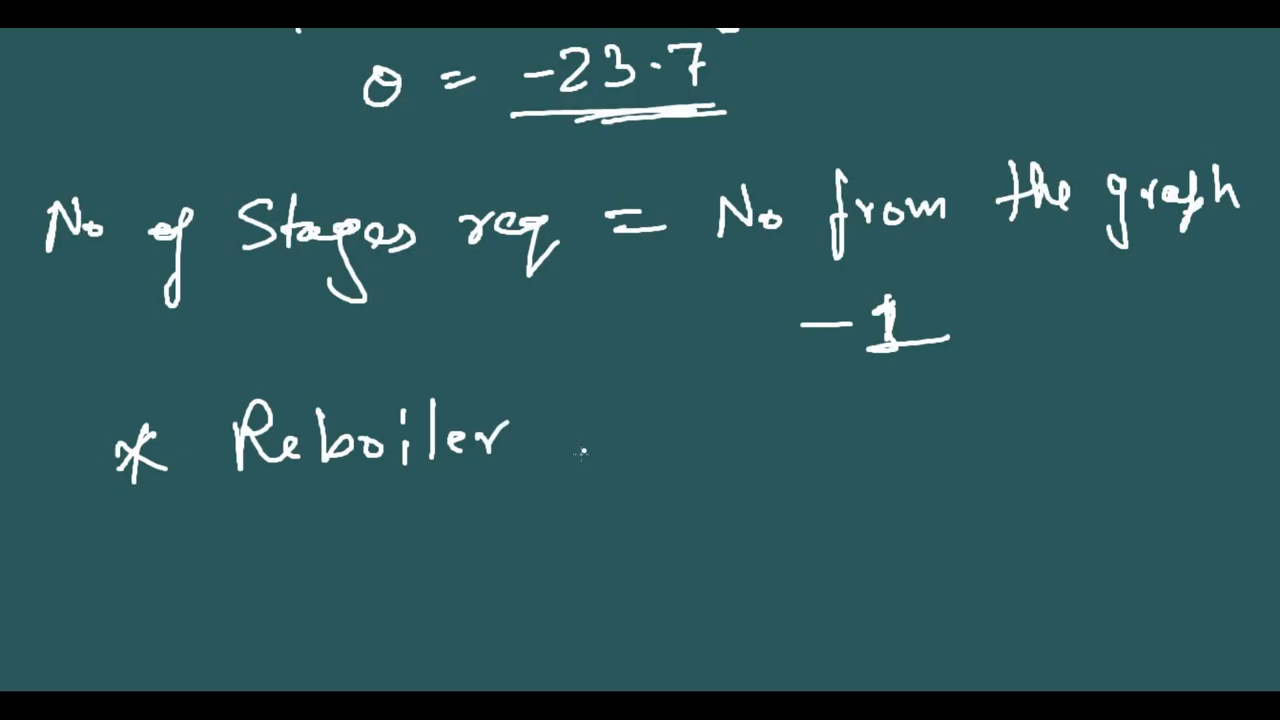 θ = -23.7
No of Stages req = No from the graph
- 1
* Reboiler